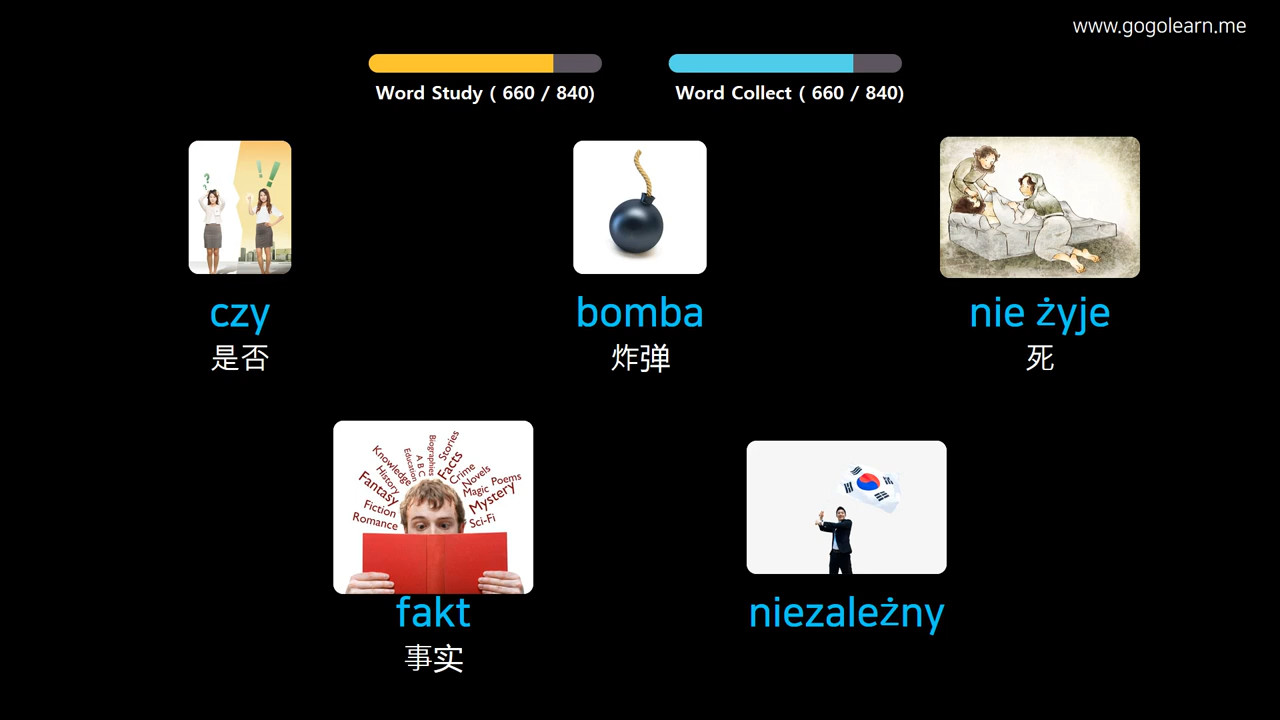 www.gogolearn.me
Word Study ( 660 / 840)
Word Collect ( 660 / 840)
czy
是否
bomba
炸弹
nie żyje
死
Knowledge
History
Fantasy
Fiction
Romance
Education
A B C
Biographies
Stories
Facts
Crime
Novels
Magic
Poems
Mystery
Sci-Fi
fakt
事实
niezależny